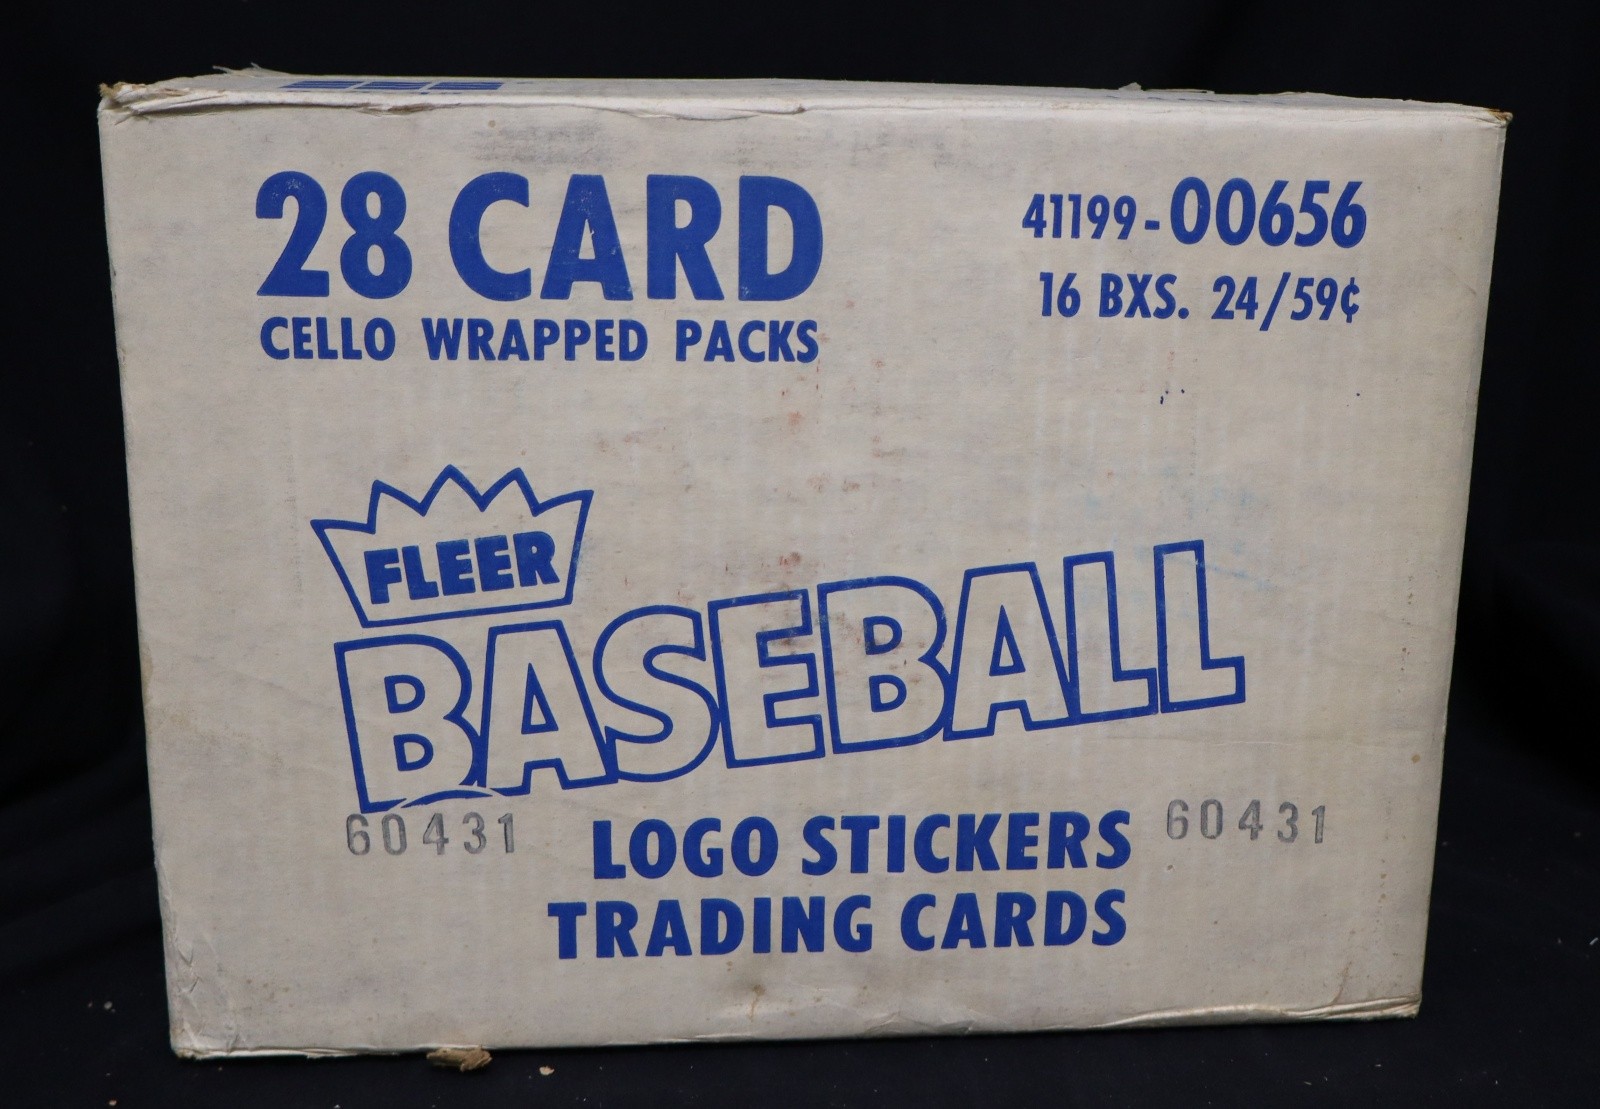 28 CARD
CELLO WRAPPED PACKS
41199-00656
16 BXS. 24/59¢
FLEER
BASEBALL
60431
LOGO STICKERS
60431
TRADING CARDS